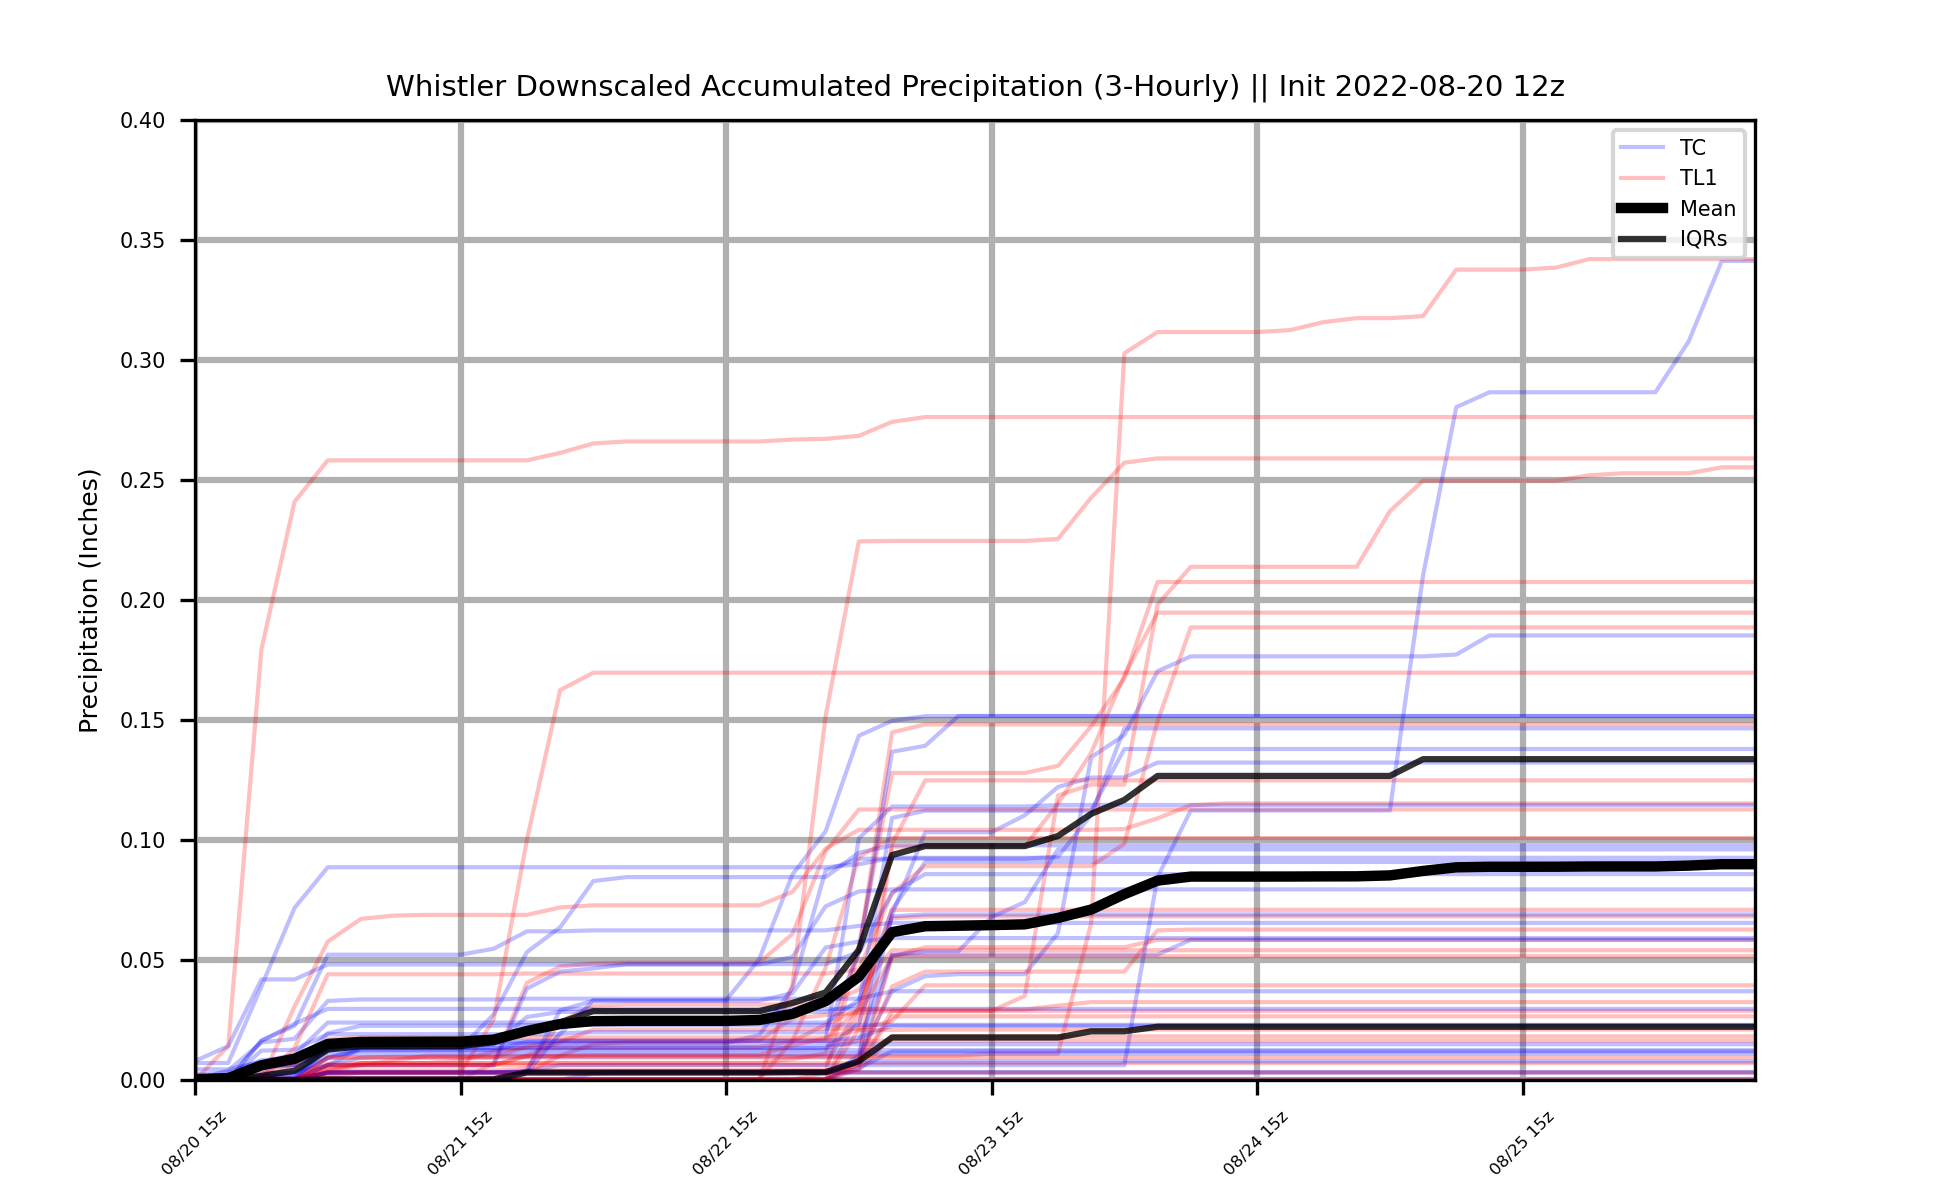 Whistler Downscaled Accumulated Precipitation (3-Hourly) || Init 2022-08-20 12z
TC
TL1
Mean
IQRs
Precipitation (Inches)
0.40
0.35
0.30
0.25
0.20
0.15
0.10
0.05
0.00
08/20 15z
08/21 15z
08/22 15z
08/23 15z
08/24 15z
08/25 15z